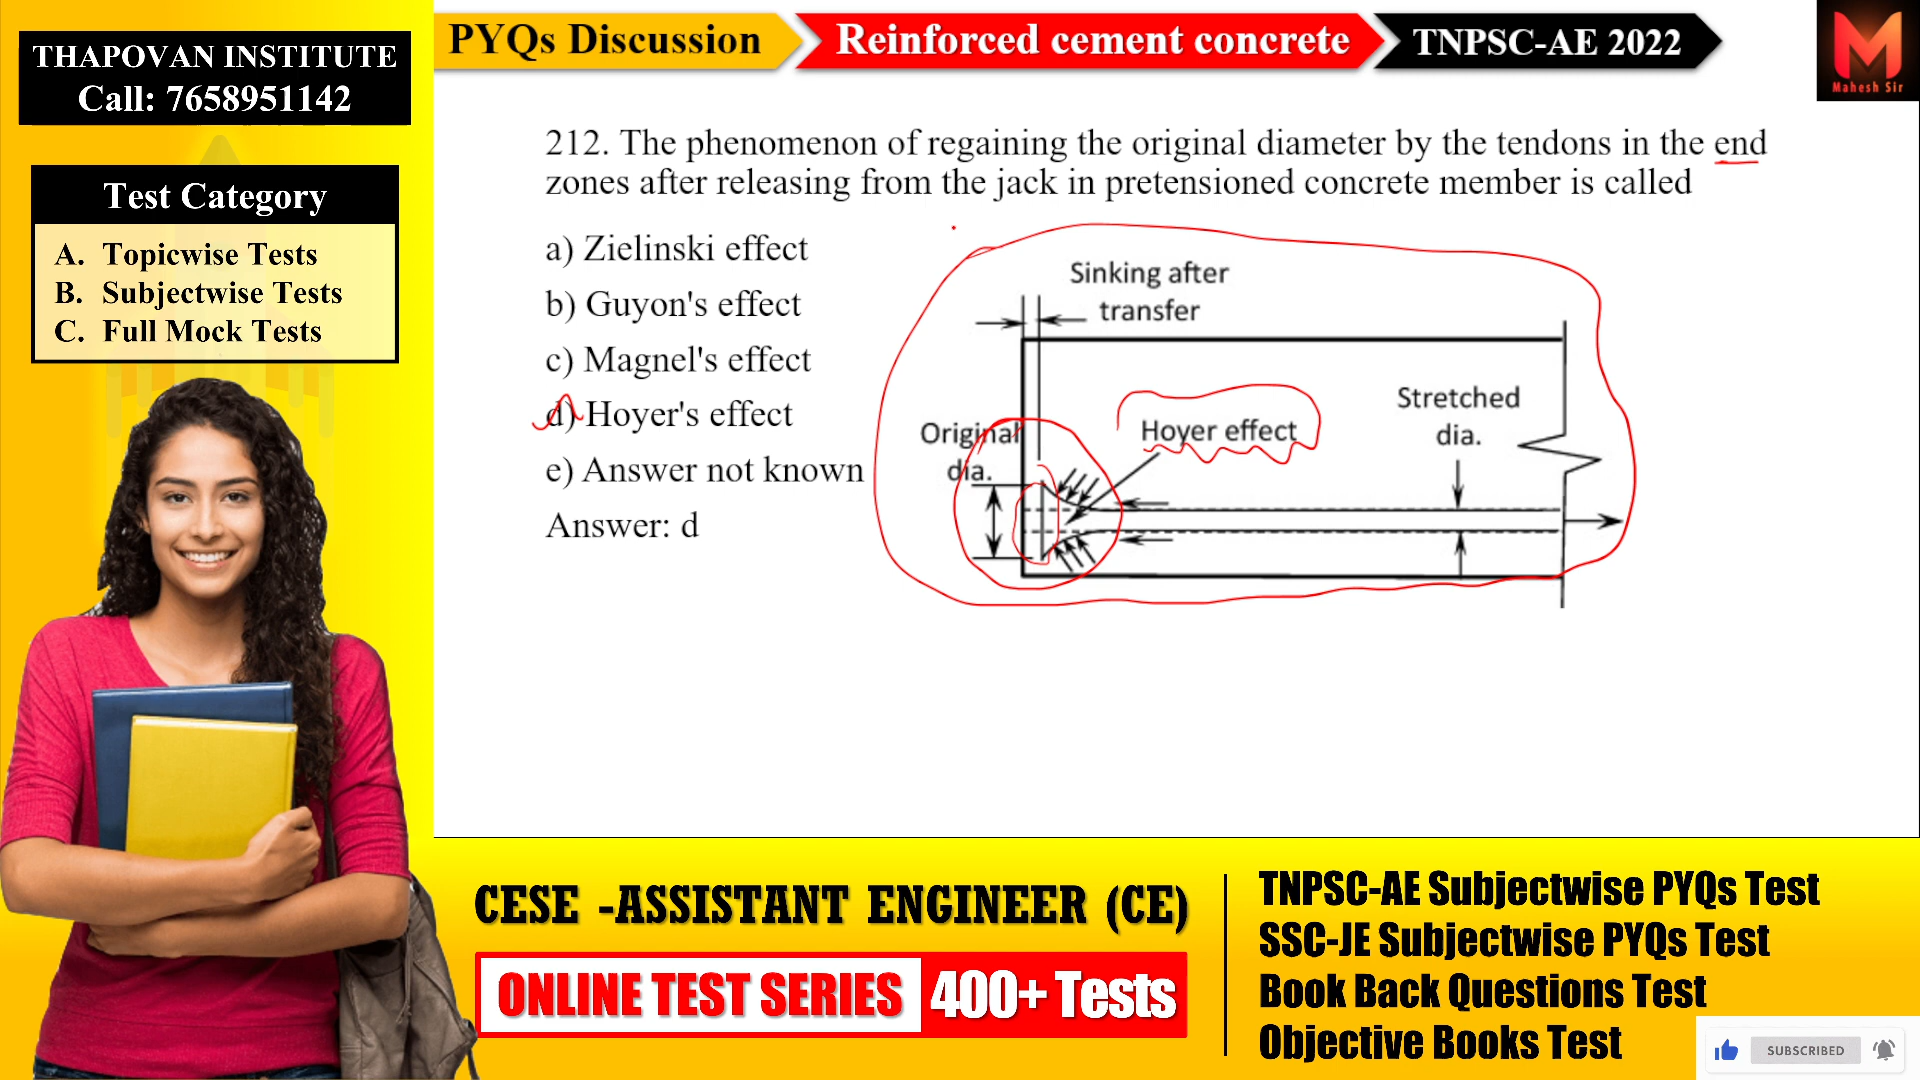 THAPOVAN INSTITUTE
Call: 7658951142
Test Category
A. Topicwise Tests
B. Subjectwise Tests
C. Full Mock Tests
PYQs Discussion
Reinforced cement concrete
TNPSC-AE 2022
Mahesh Sir
212. The phenomenon of regaining the original diameter by the tendons in the end
zones after releasing from the jack in pretensioned concrete member is called
a) Zielinski effect
b) Guyon's effect
c) Magnel's effect
d) Hoyer's effect
e) Answer not known
Answer: d
Sinking after
transfer
Original
dia.
Hoyer effect
Stretched
dia.
CESE -ASSISTANT ENGINEER (CE)
ONLINE TEST SERIES 400+ Tests
TNPSC-AE Subjectwise PYQs Test
SSC-JE Subjectwise PYQs Test
Book Back Questions Test
Objective Books Test
SUBSCRIBED